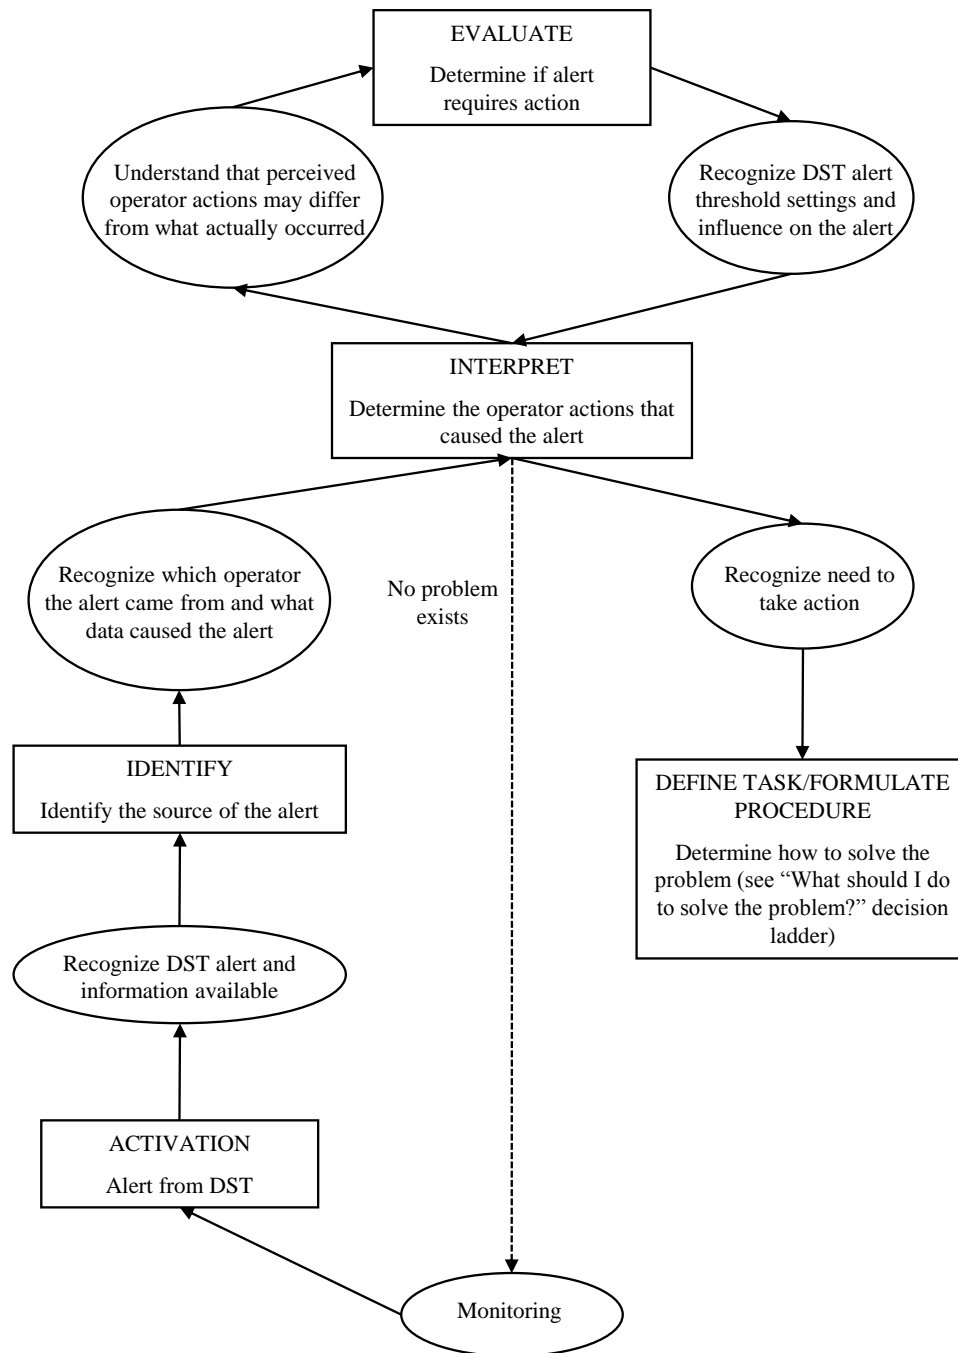 EVALUATE
Determine if alert
requires action
Understand that perceived
operator actions may differ
from what actually occurred
Recognize DST alert
threshold settings and
influence on the alert
INTERPRET
Determine the operator actions that
caused the alert
Recognize which operator
the alert came from and what
data caused the alert
No problem
exists
Recognize need to
take action
IDENTIFY
Identify the source of the alert
DEFINE TASK/FORMULATE
PROCEDURE
Determine how to solve the
problem (see “What should I do
to solve the problem?” decision
ladder)
Recognize DST alert and
information available
ACTIVATION
Alert from DST
Monitoring